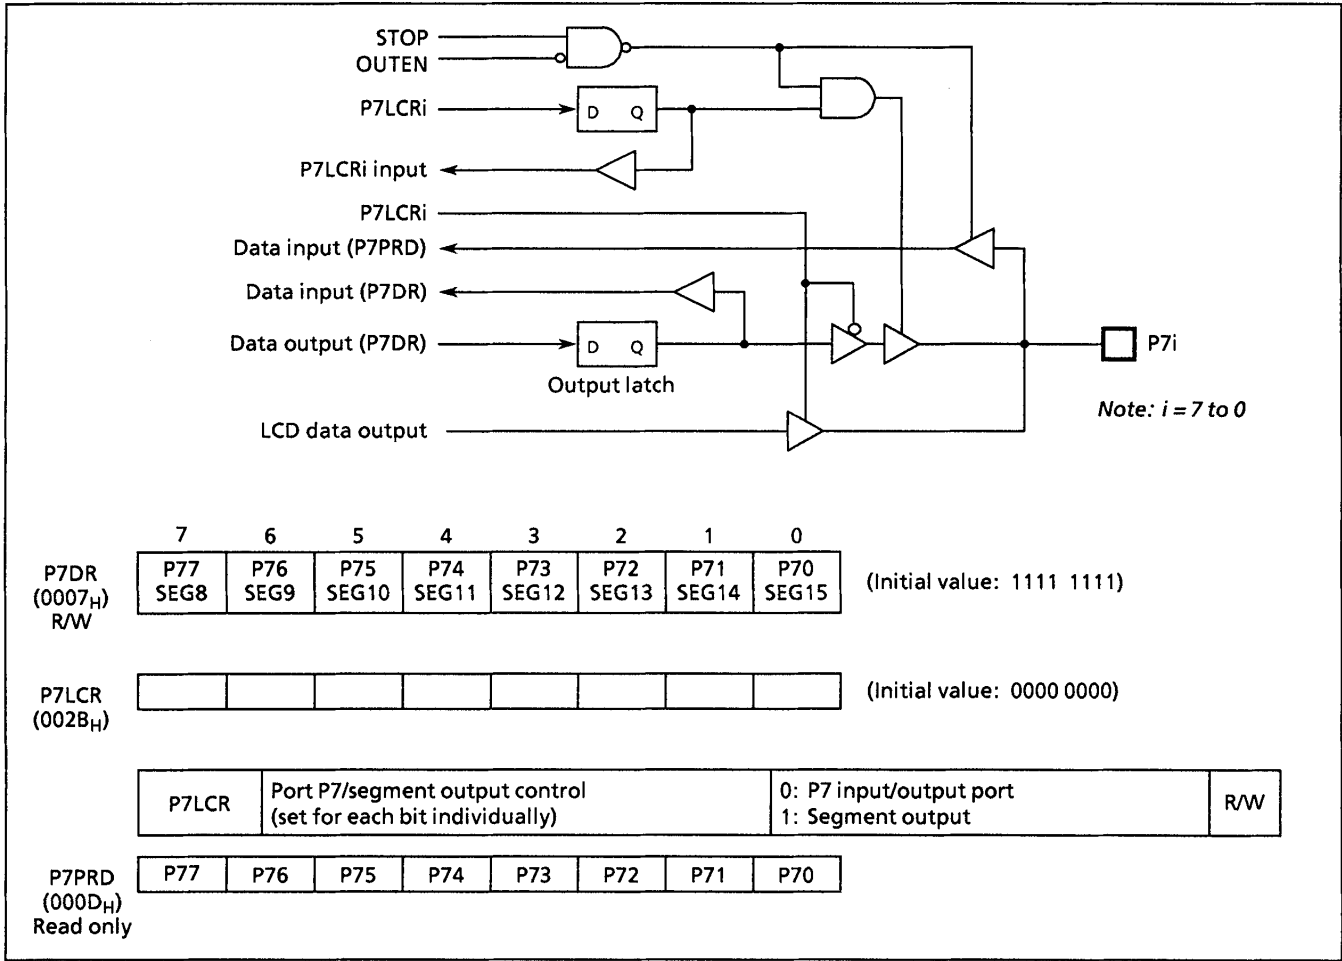 STOP
OUTEN
P7LCRi
D Q
P7LCRi input
P7LCRi
Data input (P7PRD)
Data input (P7DR)
Data output (P7DR)
D Q
P7i
Output latch
Note: i = 7 to 0
LCD data output
7 6 5 4 3 2 1 0
P7DR
(0007H)
R/W
P77 P76 P75 P74 P73 P72 P71 P70
SEG8 SEG9 SEG10 SEG11 SEG12 SEG13 SEG14 SEG15
(Initial value: 1111 1111)
P7LCR
(002BH)
(Initial value: 0000 0000)
P7LCR
Port P7/segment output control
(set for each bit individually)
0: P7 input/output port
1: Segment output
R/W
P7PRD
(000DH)
Read only
P77 P76 P75 P74 P73 P72 P71 P70